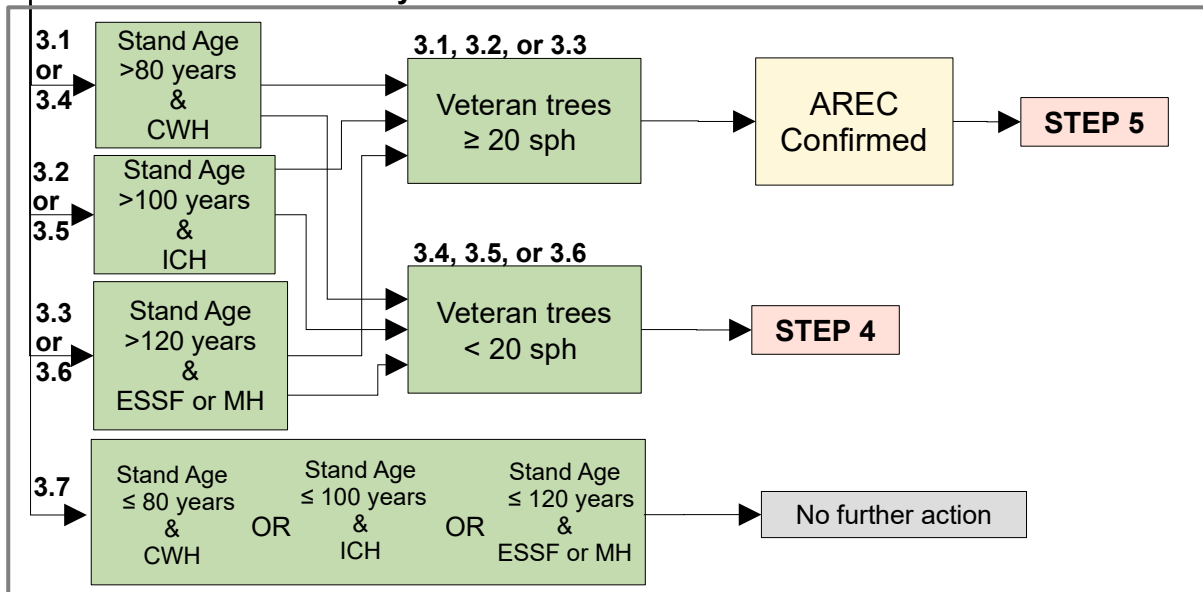 3.1
or
3.4
Stand Age
>80 years
&
CWH
3.1, 3.2, or 3.3
Veteran trees
≥ 20 sph
AREC
Confirmed
STEP 5
3.2
or
3.5
Stand Age
>100 years
&
ICH
3.4, 3.5, or 3.6
Veteran trees
< 20 sph
STEP 4
3.3
or
3.6
Stand Age
>120 years
&
ESSF or MH
3.7
Stand Age
≤ 80 years
&
CWH
OR
Stand Age
≤ 100 years
&
ICH
OR
Stand Age
≤ 120 years
&
ESSF or MH
No further action